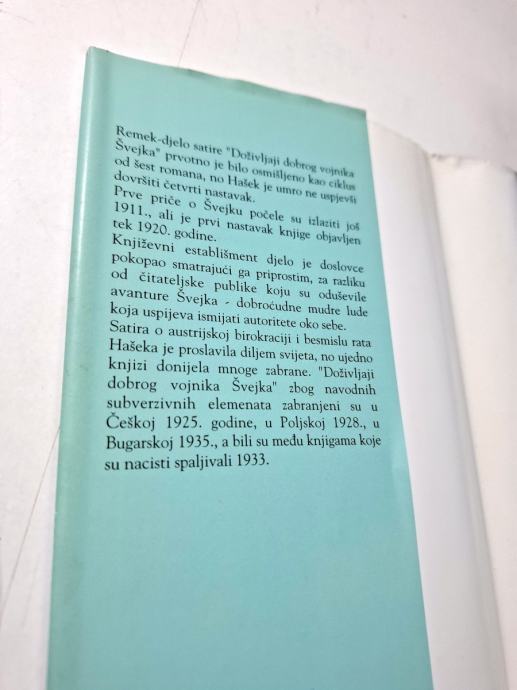 Remek-djelo satire "Doživljaji dobrog vojnika
Švejka" prvotno je bilo osmišljeno kao ciklus
od šest romana, no Hašek je umro ne uspjevši
dovršiti četvrti nastavak.
Prve priče o Švejku počele su izlaziti još
1911., ali je prvi nastavak knjige objavljen
tek 1920. godine.
Književni establišment djelo je doslovce
pokopao smatrajući ga priprostim, za razliku
od čitateljske publike koju su oduševile
avanture Švejka - dobroćudne mudre lude
koja uspijeva ismijati autoritete oko sebe.
Satira o austrijskoj birokraciji i besmislu rata
Hašeka je proslavila diljem svijeta, no ujedno
knjizi donijela mnoge zabrane. "Doživljaji
dobrog vojnika Švejka" zbog navodnih
subverzivnih elemenata zabranjeni su u
Češkoj 1925. godine, u Poljskoj 1928., u
Bugarskoj 1935., a bili su među knjigama koje
su nacisti spaljivali 1933.